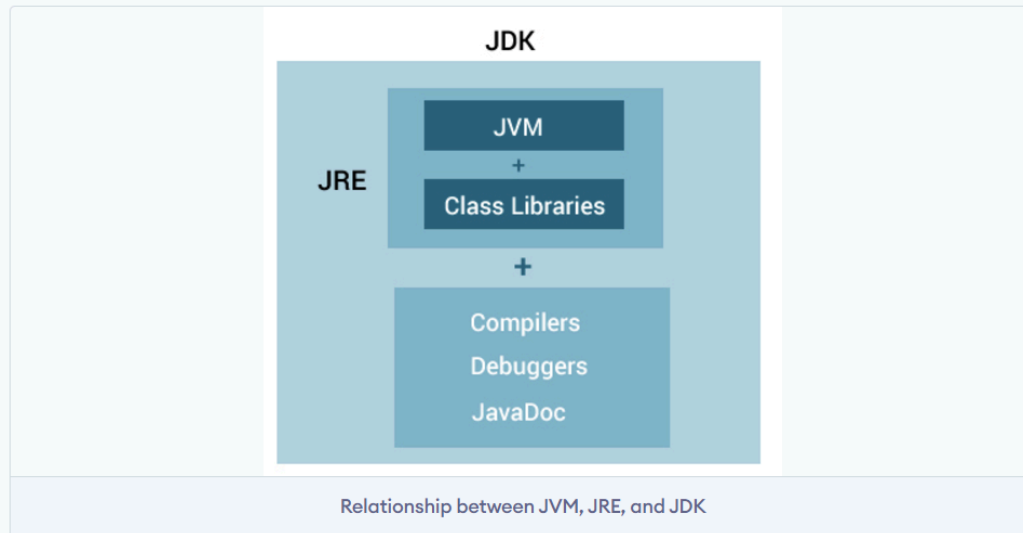 JDK
JVM
+
JRE
Class Libraries
+
Compilers
Debuggers
JavaDoc
Relationship between JVM, JRE, and JDK